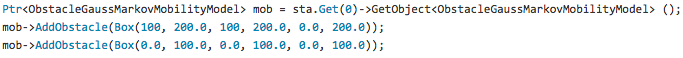 Ptr<ObstacleGaussMarkovMobilityModel> mob = sta.Get(0)->GetObject<ObstacleGaussMarkovMobilityModel> ();
mob->AddObstacle(Box(100, 200.0, 100, 200.0, 0.0, 200.0));
mob->AddObstacle(Box(0.0, 100.0, 0.0, 100.0, 0.0, 100.0));